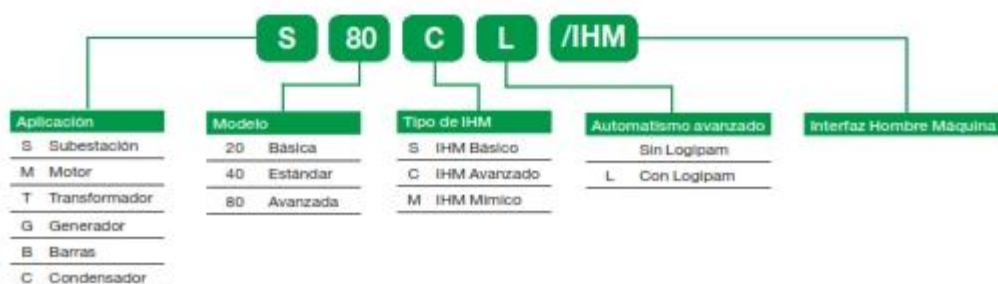 S 80 C L /IHM
Aplicación
S Subestación
M Motor
T Transformador
G Generador
B Barras
C Condensador
Modelo
20 Básica
40 Estándar
80 Avanzada
Tipo de IHM
S IHM Básico
C IHM Avanzado
M IHM Mímico
Automatismo avanzado
Sin Logipam
L Con Logipam
Interfaz Hombre Máquina